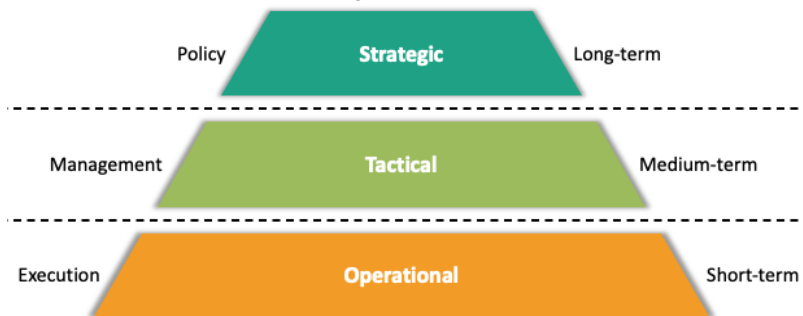 Policy Strategic Long-term
Management Tactical Medium-term
Execution Operational Short-term